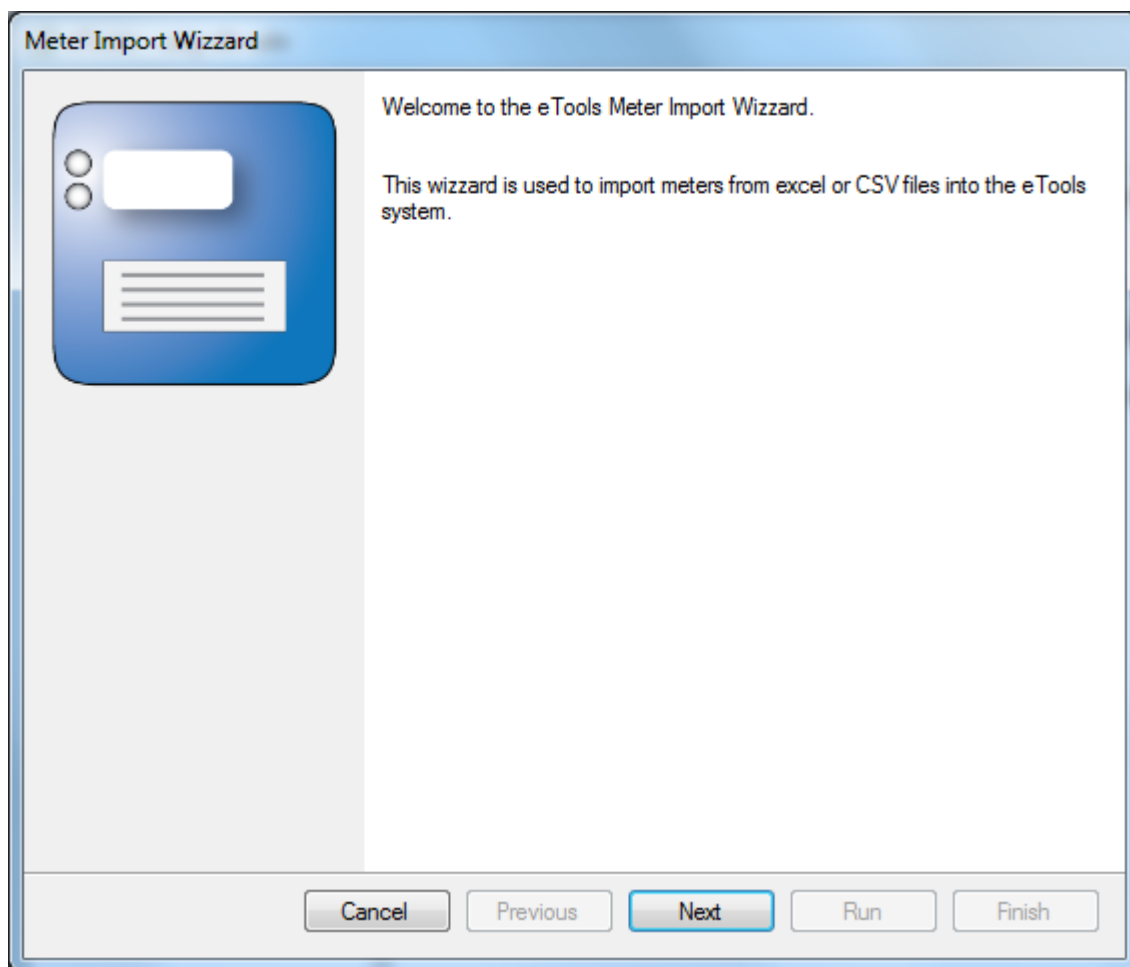 Meter Import Wizzard
Welcome to the eTools Meter Import Wizzard.
This wizzard is used to import meters from excel or CSV files into the eTools
system.
Cancel
Previous
Next
Run
Finish